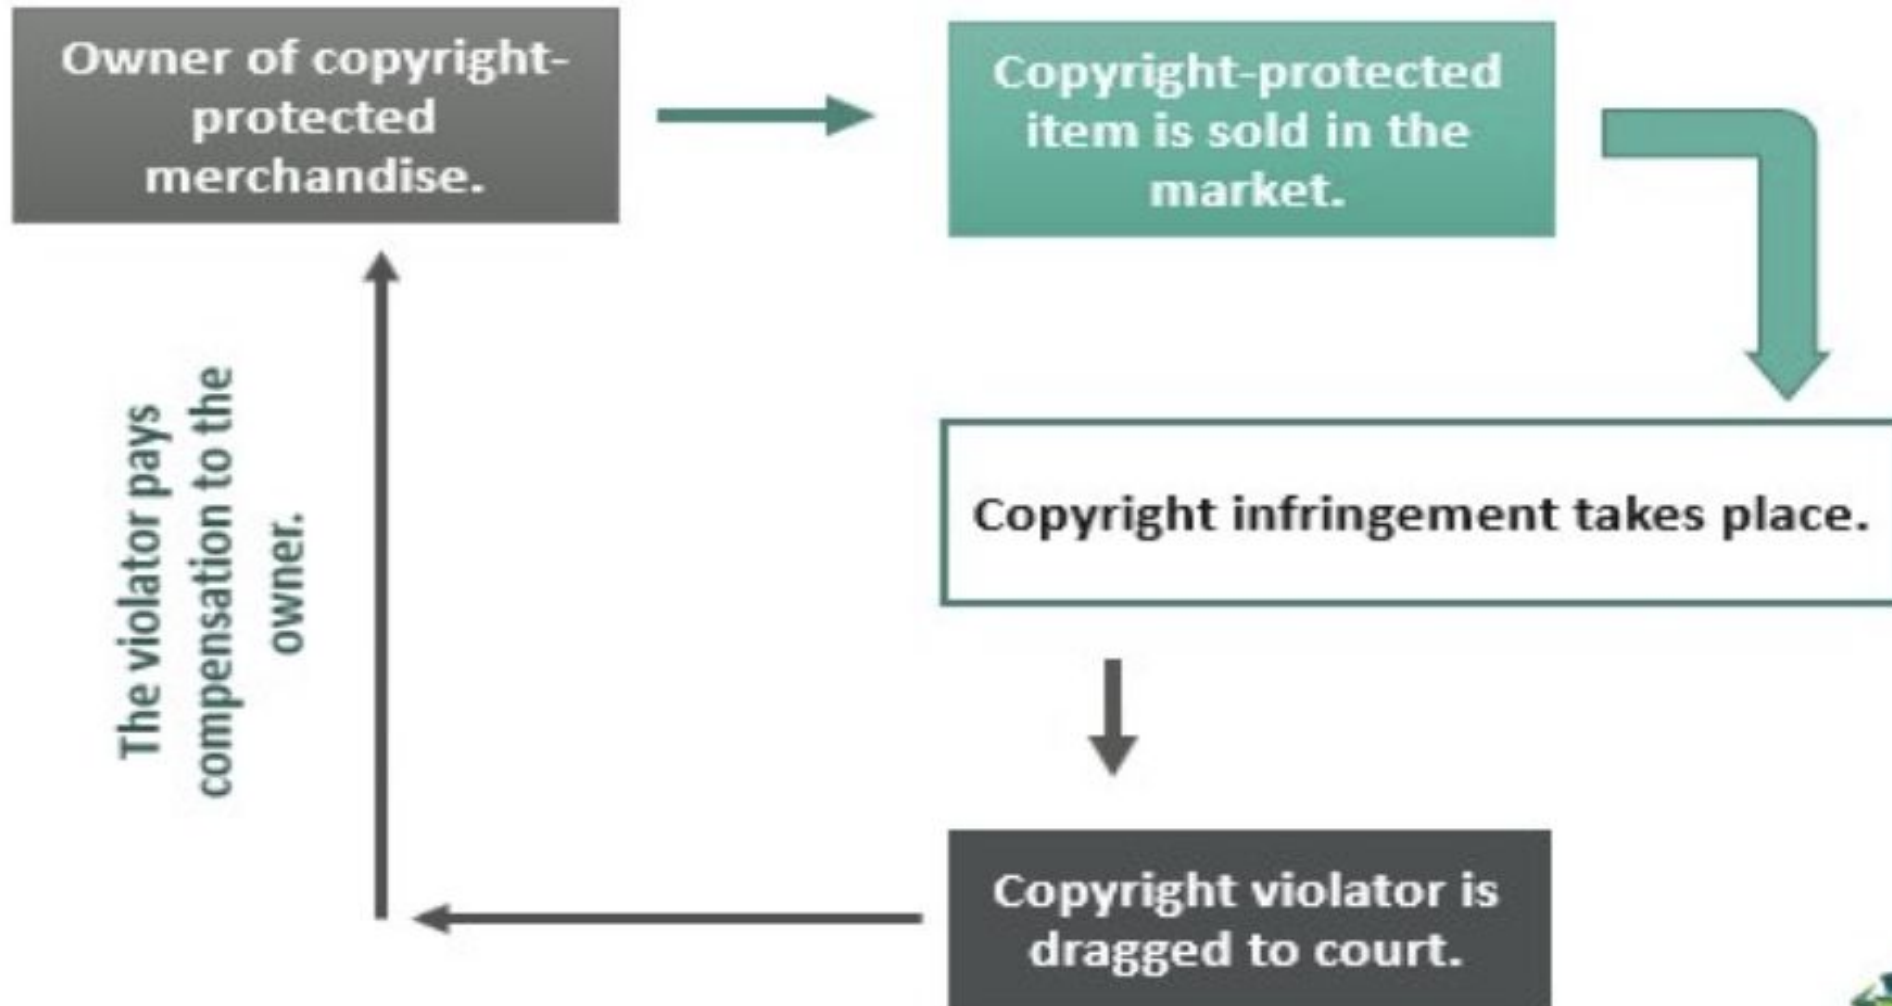 Owner of copyright-
protected
merchandise.
Copyright-protected
item is sold in the
market.
Copyright infringement takes place.
Copyright violator is
dragged to court.
The violator pays
compensation to the
owner.